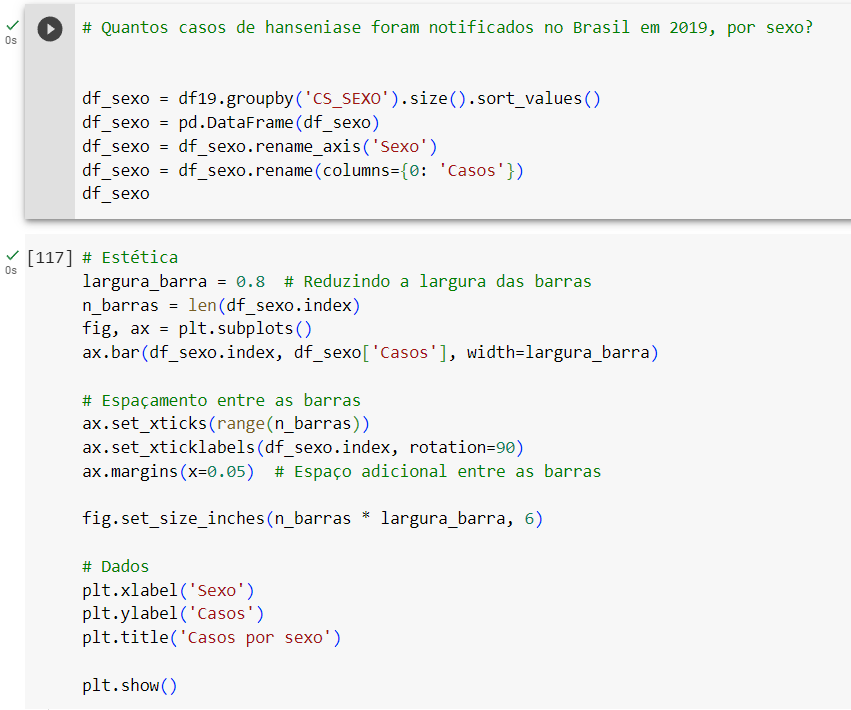 # Quantos casos de hanseniase foram notificados no Brasil em 2019, por sexo?
0s
df_sexo = df19.groupby('CS_SEXO').size().sort_values()
df_sexo = pd.DataFrame(df_sexo)
df_sexo = df_sexo.rename_axis('Sexo')
df_sexo = df_sexo.rename(columns={0: 'Casos'})
df_sexo
[117] # Estética
0s
largura_barra = 0.8  # Reduzindo a largura das barras
n_barras = len(df_sexo.index)
fig, ax = plt.subplots()
ax.bar(df_sexo.index, df_sexo['Casos'], width=largura_barra)
# Espaçamento entre as barras
ax.set_xticks(range(n_barras))
ax.set_xticklabels(df_sexo.index, rotation=90)
ax.margins(x=0.05)  # Espaço adicional entre as barras
fig.set_size_inches(n_barras * largura_barra, 6)
# Dados
plt.xlabel('Sexo')
plt.ylabel('Casos')
plt.title('Casos por sexo')
plt.show()